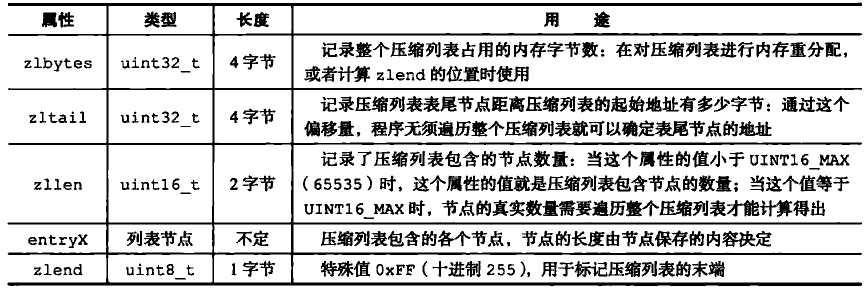 属性 类型 长度 用 途
zlbytes uint32_t 4字节 记录整个压缩列表占用的内存字节数：在对压缩列表进行内存重分配，
或者计算 zlend 的位置时使用
zltail uint32_t 4字节 记录压缩列表表尾节点距离压缩列表的起始地址有多少字节：通过这个
偏移量，程序无须遍历整个压缩列表就可以确定表尾节点的地址
zllen uint16_t 2字节 记录了压缩列表包含的节点数量：当这个属性的值小于 UINT16_MAX
（65535）时，这个属性的值就是压缩列表包含节点的数量；当这个值等于
UINT16_MAX 时，节点的真实数量需要遍历整个压缩列表才能计算得出
entryX 列表节点 不定 压缩列表包含的各个节点，节点的长度由节点保存的内容决定
zlend uint8_t 1字节 特殊值 0xFF（十进制 255），用于标记压缩列表的末端